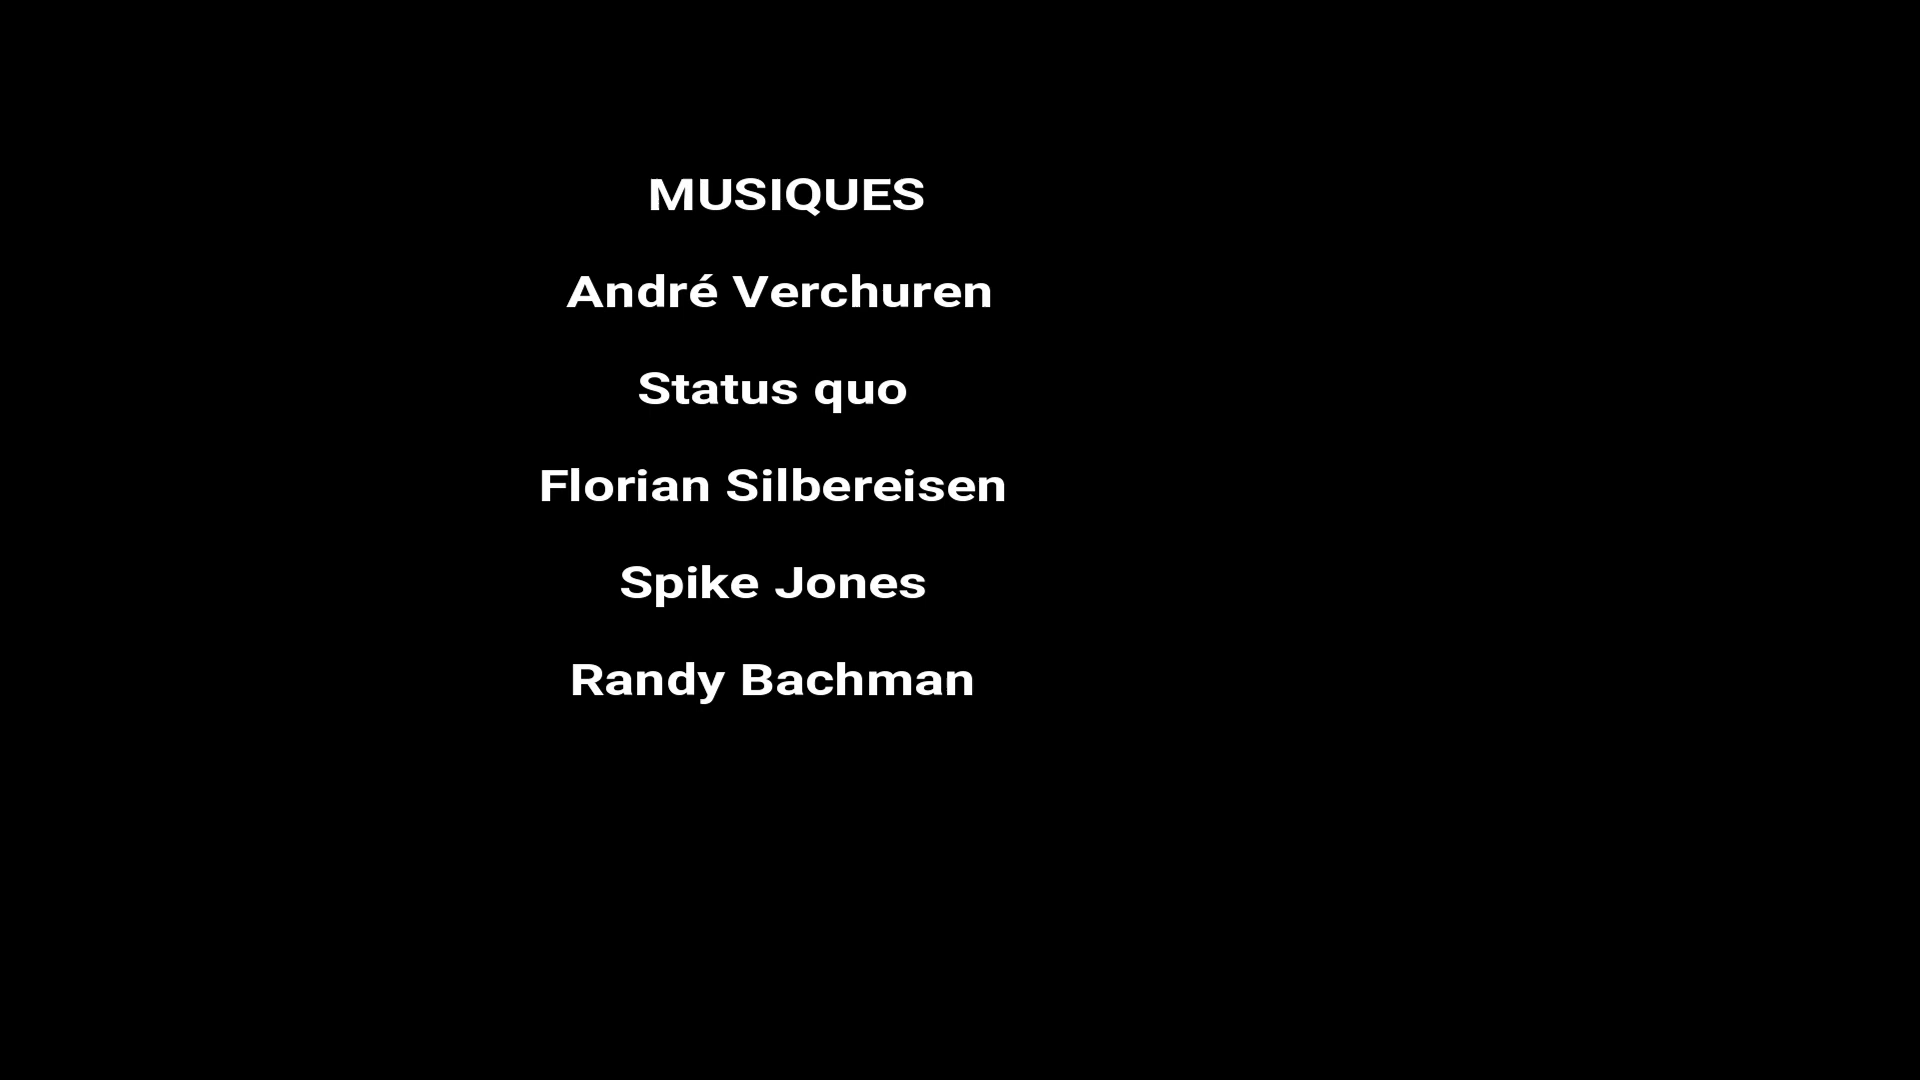 MUSIQUES
André Verchuren
Status quo
Florian Silbereisen
Spike Jones
Randy Bachman